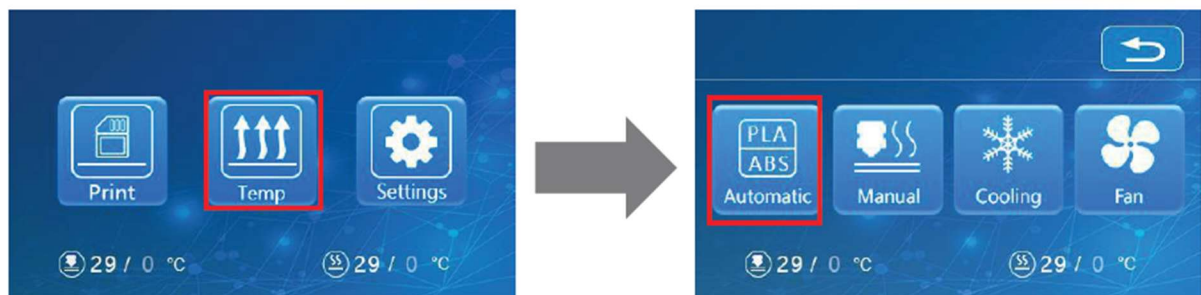 Print
Temp
Settings
29 / 0 °C
29 / 0 °C
PLA
ABS
Automatic
Manual
Cooling
Fan
29 / 0 °C
29 / 0 °C